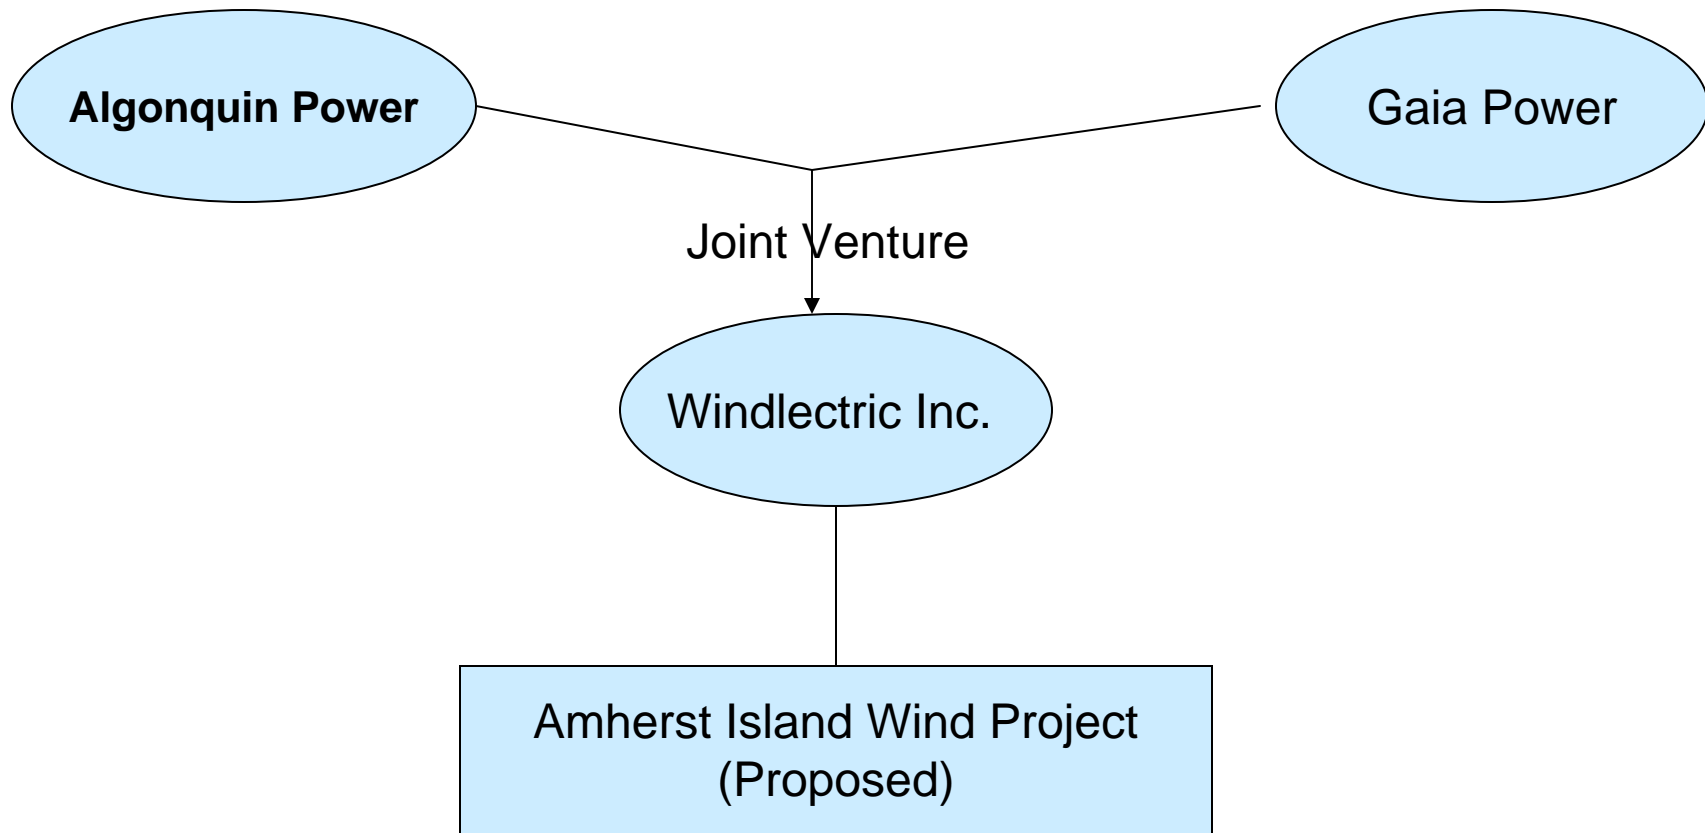 Algonquin Power
Gaia Power
Joint Venture
Windlectric Inc.
Amherst Island Wind Project
(Proposed)